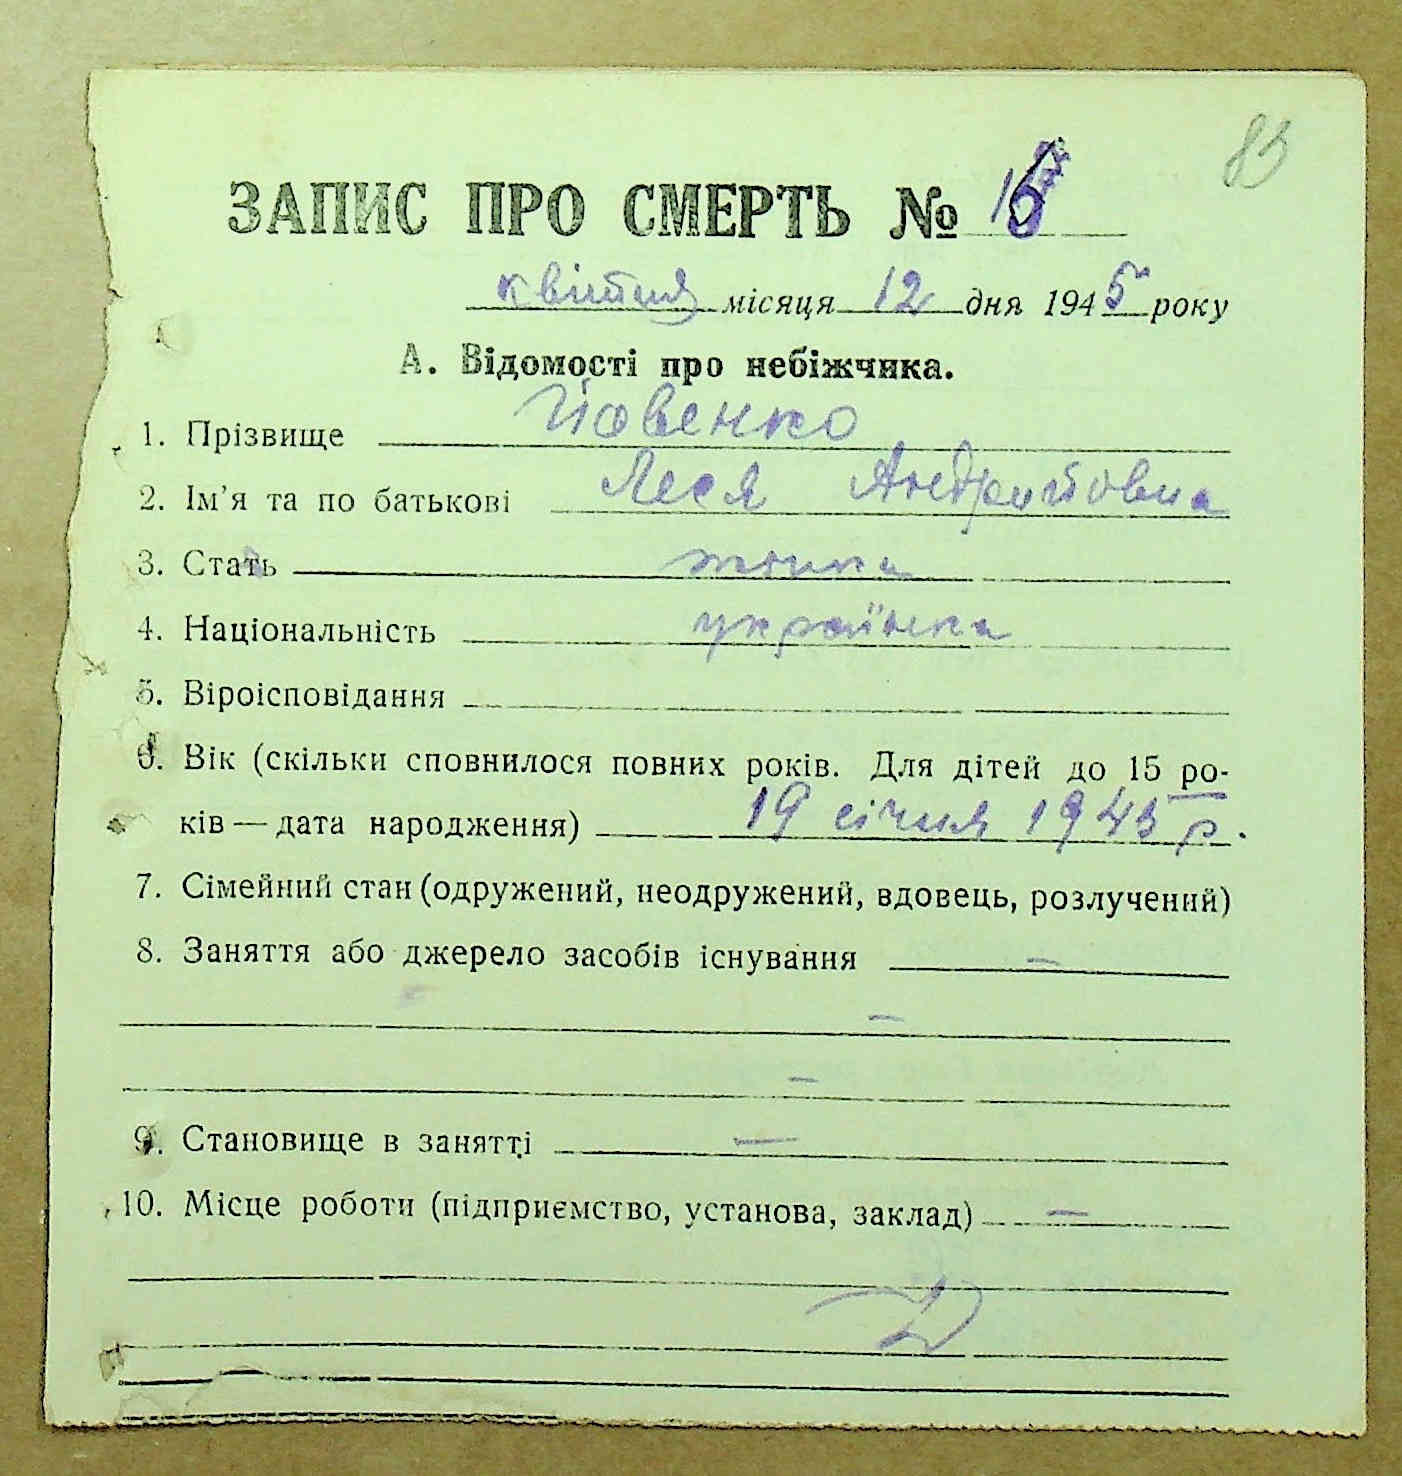 83
ЗАПИС ПРО СМЕРТЬ № 16
квітня місяця 12 дня 1945 року
А. Відомості про небіжчика.
1. Прізвище Йовенко
2. Ім'я та по батькові Леся Андрийовна
3. Стать жінка
4. Національність українка
5. Віроісповідання
6. Вік (скільки сповнилося повних років. Для дітей до 15 ро-
ків — дата народження) 19 січня 1943 р.
7. Сімейний стан (одружений, неодружений, вдовець, розлучений)
8. Заняття або джерело засобів існування —
—
—
9. Становище в занятті —
10. Місце роботи (підприємство, установа, заклад) —